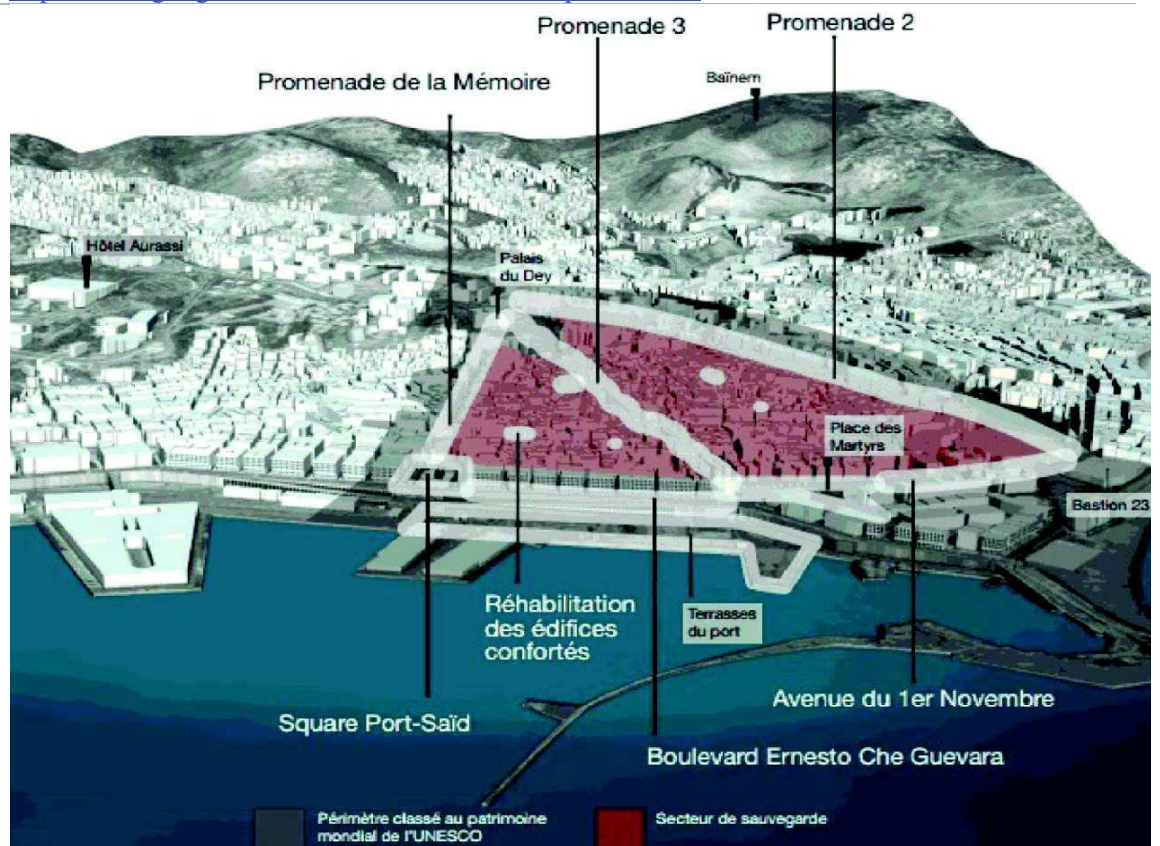 Promenade 3
Promenade 2
Promenade de la Mémoire
Baïnem
Hôtel Aurassi
Palais
du Dey
Place des
Martyrs
Bastion 23
Réhabilitation
des édifices
confortés
Terrasses
du port
Square Port-Saïd
Avenue du 1er Novembre
Boulevard Ernesto Che Guevara
Périmètre classé au patrimoine
mondial de l'UNESCO
Secteur de sauvegarde